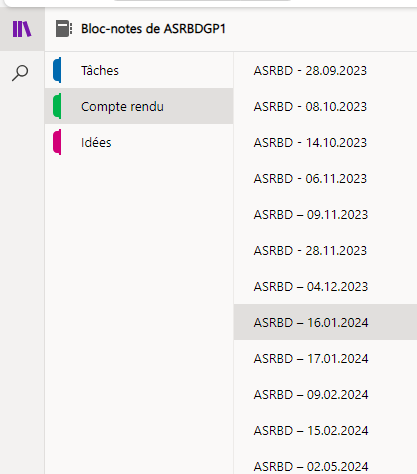 Bloc-notes de ASRBDGP1
Tâches
Compte rendu
Idées
ASRBD - 28.09.2023
ASRBD - 08.10.2023
ASRBD - 14.10.2023
ASRBD - 06.11.2023
ASRBD – 09.11.2023
ASRBD - 28.11.2023
ASRBD – 04.12.2023
ASRBD – 16.01.2024
ASRBD – 17.01.2024
ASRBD – 09.02.2024
ASRBD – 15.02.2024
ASRBD – 02.05.2024